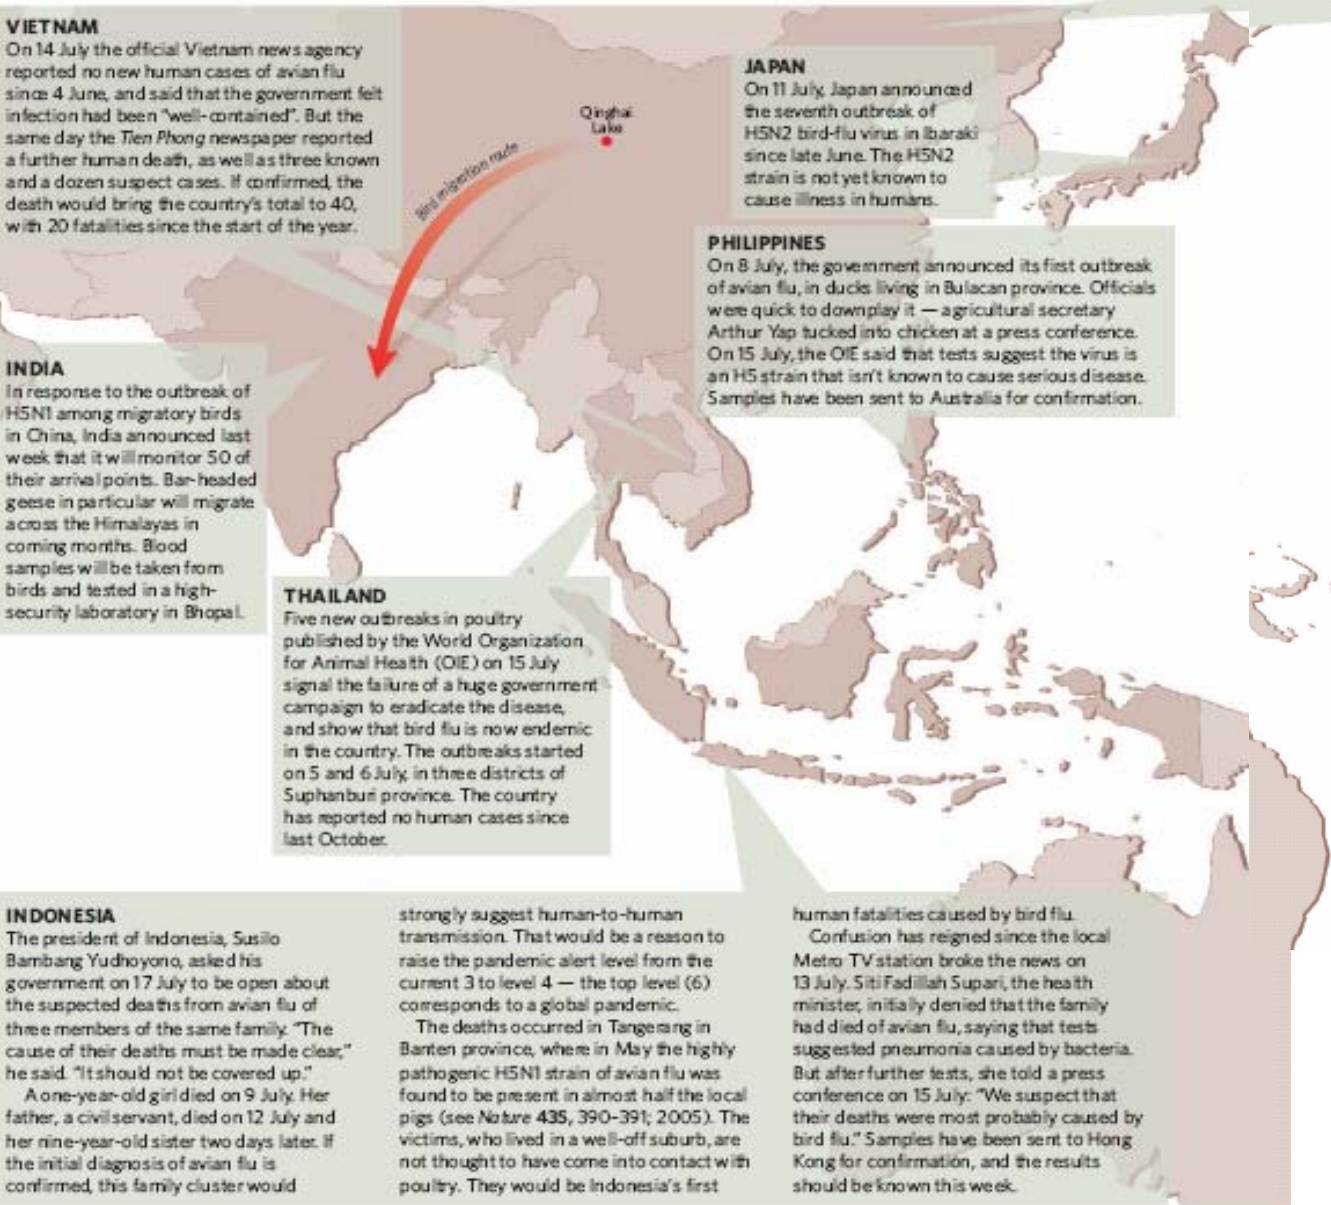 VIETNAM
On 14 July the official Vietnam news agency
reported no new human cases of avian flu
since 4 June, and said that the government felt
infection had been "well-contained". But the
same day the Tien Phong newspaper reported
a further human death, as well as three known
and a dozen suspect cases. If confirmed, the
death would bring the country's total to 40,
with 20 fatalities since the start of the year.
Qinghai
Lake
Bird migration route
JAPAN
On 11 July, Japan announced
the seventh outbreak of
H5N2 bird-flu virus in Ibaraki
since late June. The H5N2
strain is not yet known to
cause illness in humans.
PHILIPPINES
On 8 July, the government announced its first outbreak
of avian flu, in ducks living in Bulacan province. Officials
were quick to downplay it — agricultural secretary
Arthur Yap tucked into chicken at a press conference.
On 15 July, the OIE said that tests suggest the virus is
an H5 strain that isn't known to cause serious disease.
Samples have been sent to Australia for confirmation.
INDIA
In response to the outbreak of
H5N1 among migratory birds
in China, India announced last
week that it will monitor 50 of
their arrival points. Bar-headed
geese in particular will migrate
across the Himalayas in
coming months. Blood
samples will be taken from
birds and tested in a high-
security laboratory in Bhopal.
THAILAND
Five new outbreaks in poultry
published by the World Organization
for Animal Health (OIE) on 15 July
signal the failure of a huge government
campaign to eradicate the disease,
and show that bird flu is now endemic
in the country. The outbreaks started
on 5 and 6 July, in three districts of
Suphanburi province. The country
has reported no human cases since
last October.
INDONESIA
The president of Indonesia, Susilo
Bambang Yudhoyono, asked his
government on 17 July to be open about
the suspected deaths from avian flu of
three members of the same family. "The
cause of their deaths must be made clear,"
he said. "It should not be covered up."
A one-year-old girl died on 9 July. Her
father, a civil servant, died on 12 July and
her nine-year-old sister two days later. If
the initial diagnosis of avian flu is
confirmed, this family cluster would
strongly suggest human-to-human
transmission. That would be a reason to
raise the pandemic alert level from the
current 3 to level 4 — the top level (6)
corresponds to a global pandemic.
The deaths occurred in Tangerang in
Banten province, where in May the highly
pathogenic H5N1 strain of avian flu was
found to be present in almost half the local
pigs (see Nature 435, 390–391; 2005). The
victims, who lived in a well-off suburb, are
not thought to have come into contact with
poultry. They would be Indonesia's first
human fatalities caused by bird flu.
Confusion has reigned since the local
Metro TV station broke the news on
13 July. Siti Fadillah Supari, the health
minister, initially denied that the family
had died of avian flu, saying that tests
suggested pneumonia caused by bacteria.
But after further tests, she told a press
conference on 15 July: "We suspect that
their deaths were most probably caused by
bird flu." Samples have been sent to Hong
Kong for confirmation, and the results
should be known this week.